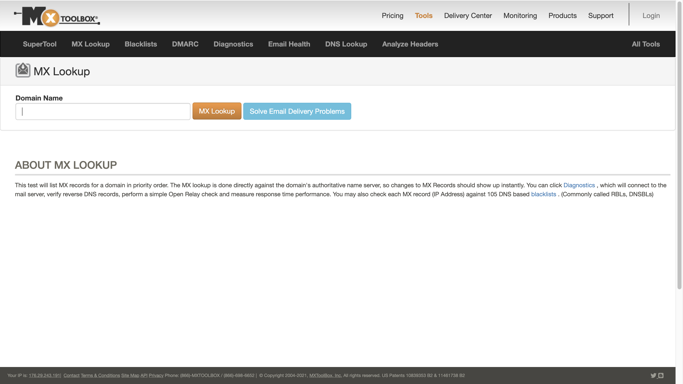 MX TOOLBOX®
Pricing Tools Delivery Center Monitoring Products Support Login
SuperTool MX Lookup Blacklists DMARC Diagnostics Email Health DNS Lookup Analyze Headers All Tools
MX Lookup
Domain Name
MX Lookup Solve Email Delivery Problems
ABOUT MX LOOKUP
This test will list MX records for a domain in priority order. The MX lookup is done directly against the domain's authoritative name server, so changes to MX Records should show up instantly. You can click Diagnostics , which will connect to the
mail server, verify reverse DNS records, perform a simple Open Relay check and measure response time performance. You may also check each MX record (IP Address) against 105 DNS based blacklists . (Commonly called RBLs, DNSBLs)
Your IP is: 176.29.243.191| Contact Terms & Conditions Site Map API Privacy Phone: (866)-MXTOOLBOX / (866)-698-6652 | © Copyright 2004-2021, MXToolBox, Inc, All rights reserved. US Patents 10839353 B2 & 11461738 B2